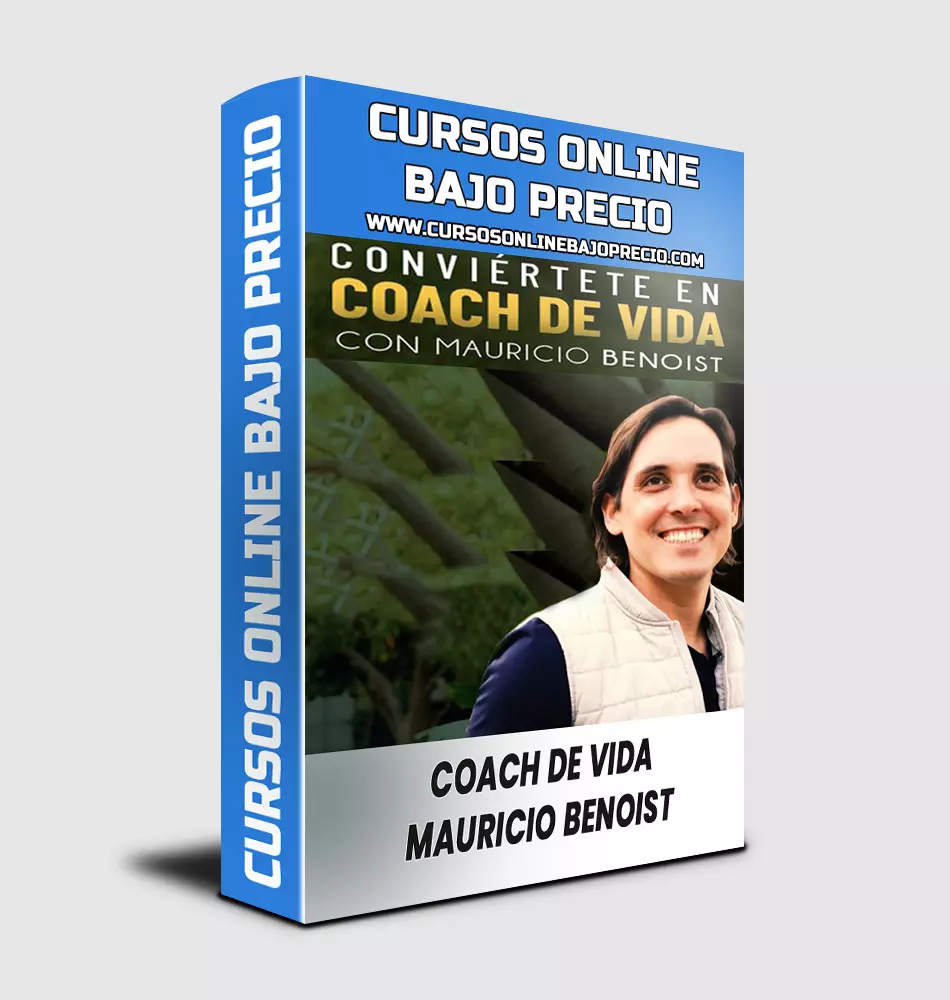 CURSOS ONLINE BAJO PRECIO
CURSOS ONLINE
BAJO PRECIO
WWW.CURSOSONLINEBAJOPRECIO.COM
CONVIÉRTETE EN
COACH DE VIDA
CON MAURICIO BENOIST
COACH DE VIDA
MAURICIO BENOIST